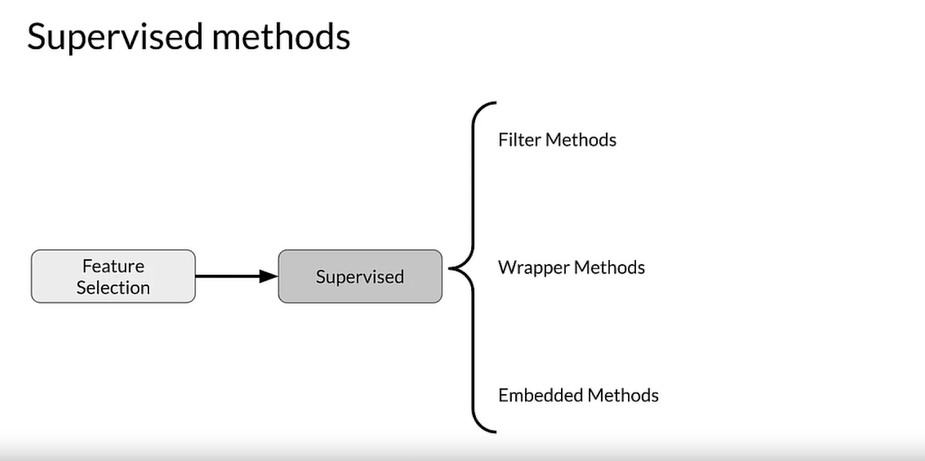 Supervised methods
Filter Methods
Feature
Selection
Supervised
Wrapper Methods
Embedded Methods